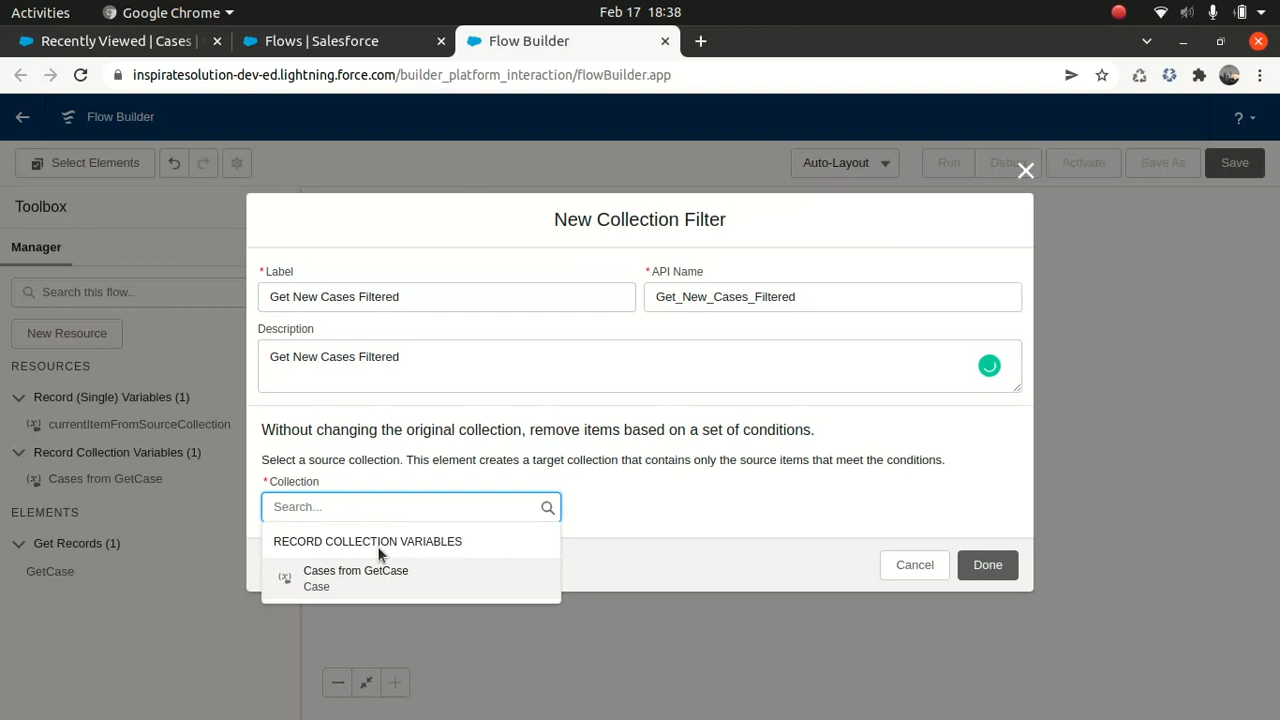 Activities
Google Chrome
Feb 17 18:38
Recently Viewed | Cases |
Flows | Salesforce
Flow Builder
inspiratesolution-dev-ed.lightning.force.com/builder_platform_interaction/flowBuilder.app
Flow Builder
?
Select Elements
Auto-Layout
Run
Debug
Activate
Save As
Save
Toolbox
New Collection Filter
Manager
* Label
* API Name
Search this flow...
Get New Cases Filtered
Get_New_Cases_Filtered
New Resource
Description
Get New Cases Filtered
RESOURCES
Record (Single) Variables (1)
currentItemFromSourceCollection
Without changing the original collection, remove items based on a set of conditions.
Record Collection Variables (1)
Select a source collection. This element creates a target collection that contains only the source items that meet the conditions.
Cases from GetCase
* Collection
Search...
ELEMENTS
Get Records (1)
RECORD COLLECTION VARIABLES
GetCase
Cases from GetCase
Case
Cancel
Done